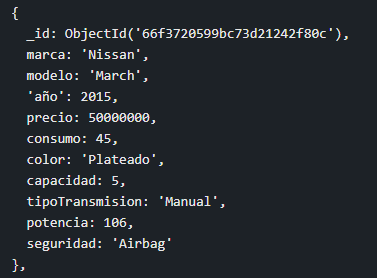 {
_id: ObjectId('66f3720599bc73d21242f80c'),
marca: 'Nissan',
modelo: 'March',
'año': 2015,
precio: 50000000,
consumo: 45,
color: 'Plateado',
capacidad: 5,
tipoTransmision: 'Manual',
potencia: 106,
seguridad: 'Airbag'
},